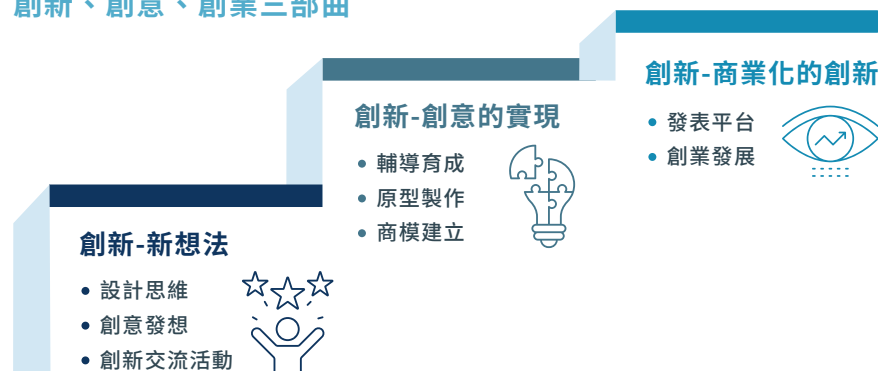 創新、創意、創業三部曲
創新-商業化的創新
發表平台
創業發展
創新-創意的實現
輔導育成
原型製作
商模建立
創新-新想法
設計思維
創意發想
創新交流活動